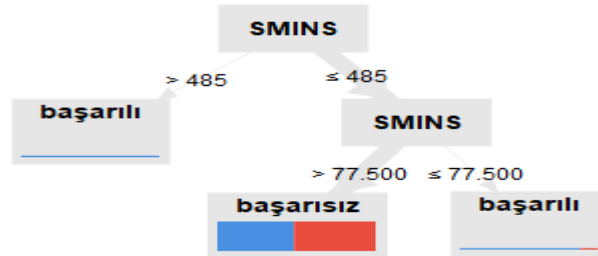 SMINS
> 485 ≤ 485
başarılı
SMINS
> 77.500 ≤ 77.500
başarısız başarılı